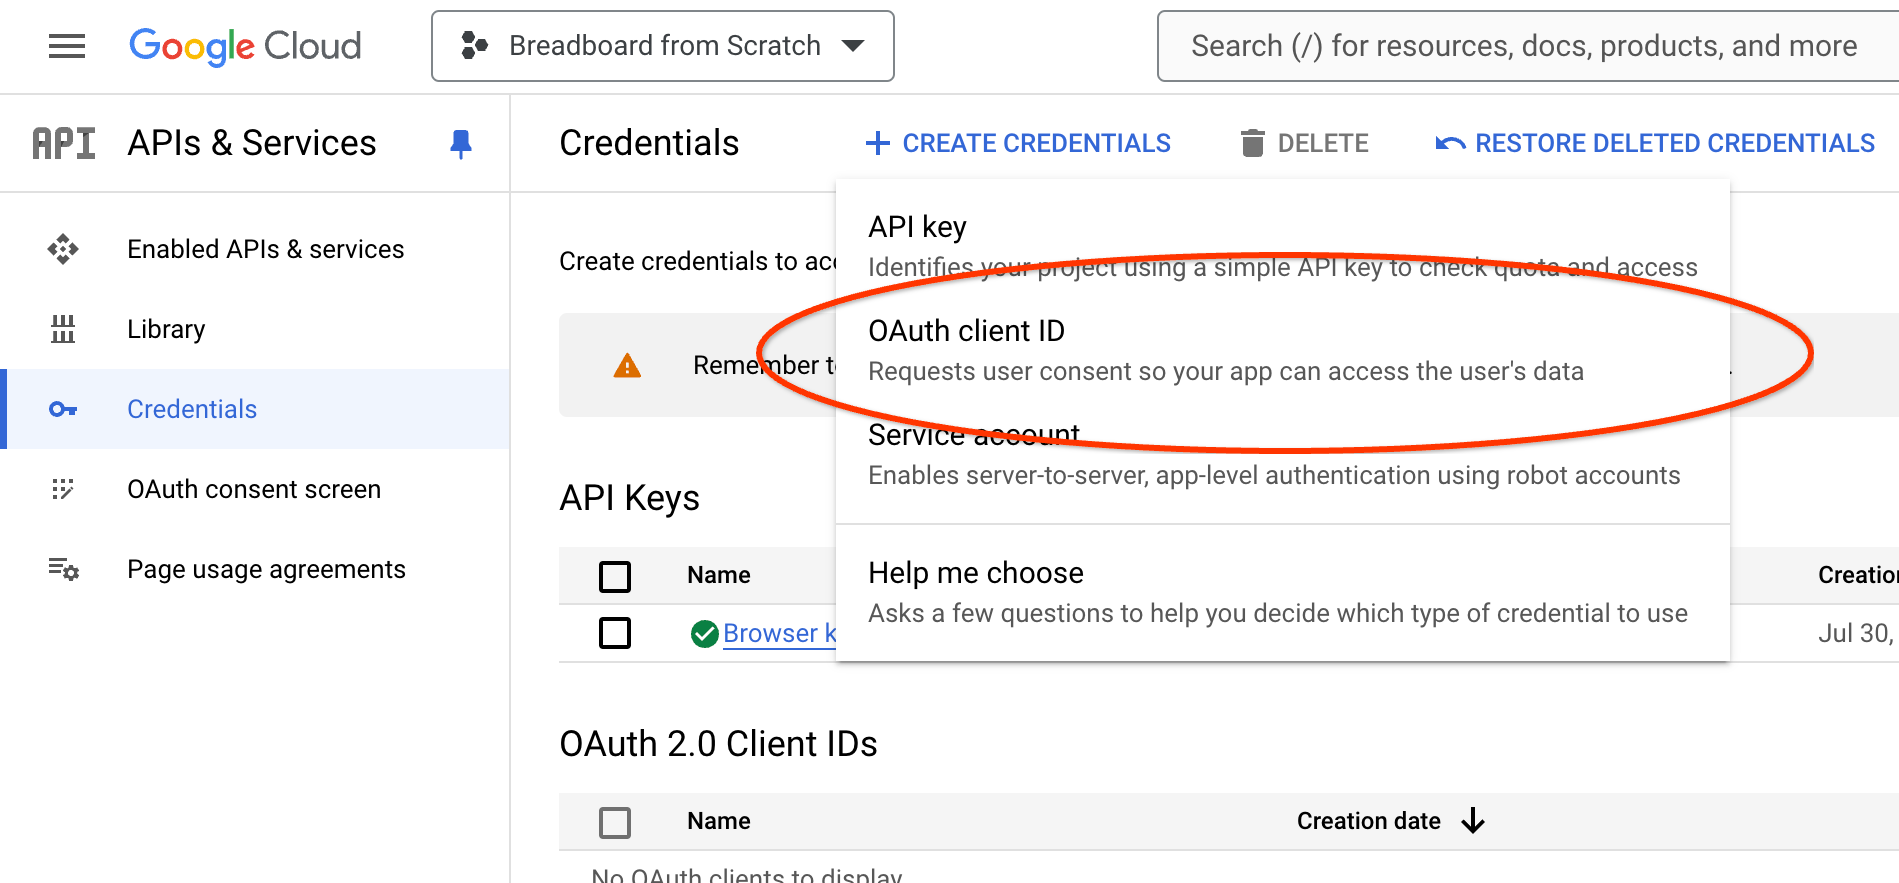 Google Cloud
Breadboard from Scratch
Search (/) for resources, docs, products, and more
API
APIs & Services
Credentials
CREATE CREDENTIALS
DELETE
RESTORE DELETED CREDENTIALS
Enabled APIs & services
Library
Credentials
OAuth consent screen
Page usage agreements
Create credentials to acc
Remember to
API key
Identifies your project using a simple API key to check quota and access
OAuth client ID
Requests user consent so your app can access the user's data
Service account
Enables server-to-server, app-level authentication using robot accounts
Help me choose
Asks a few questions to help you decide which type of credential to use
API Keys
Name
Creation
Browser k
Jul 30,
OAuth 2.0 Client IDs
Name
Creation date
No OAuth clients to display